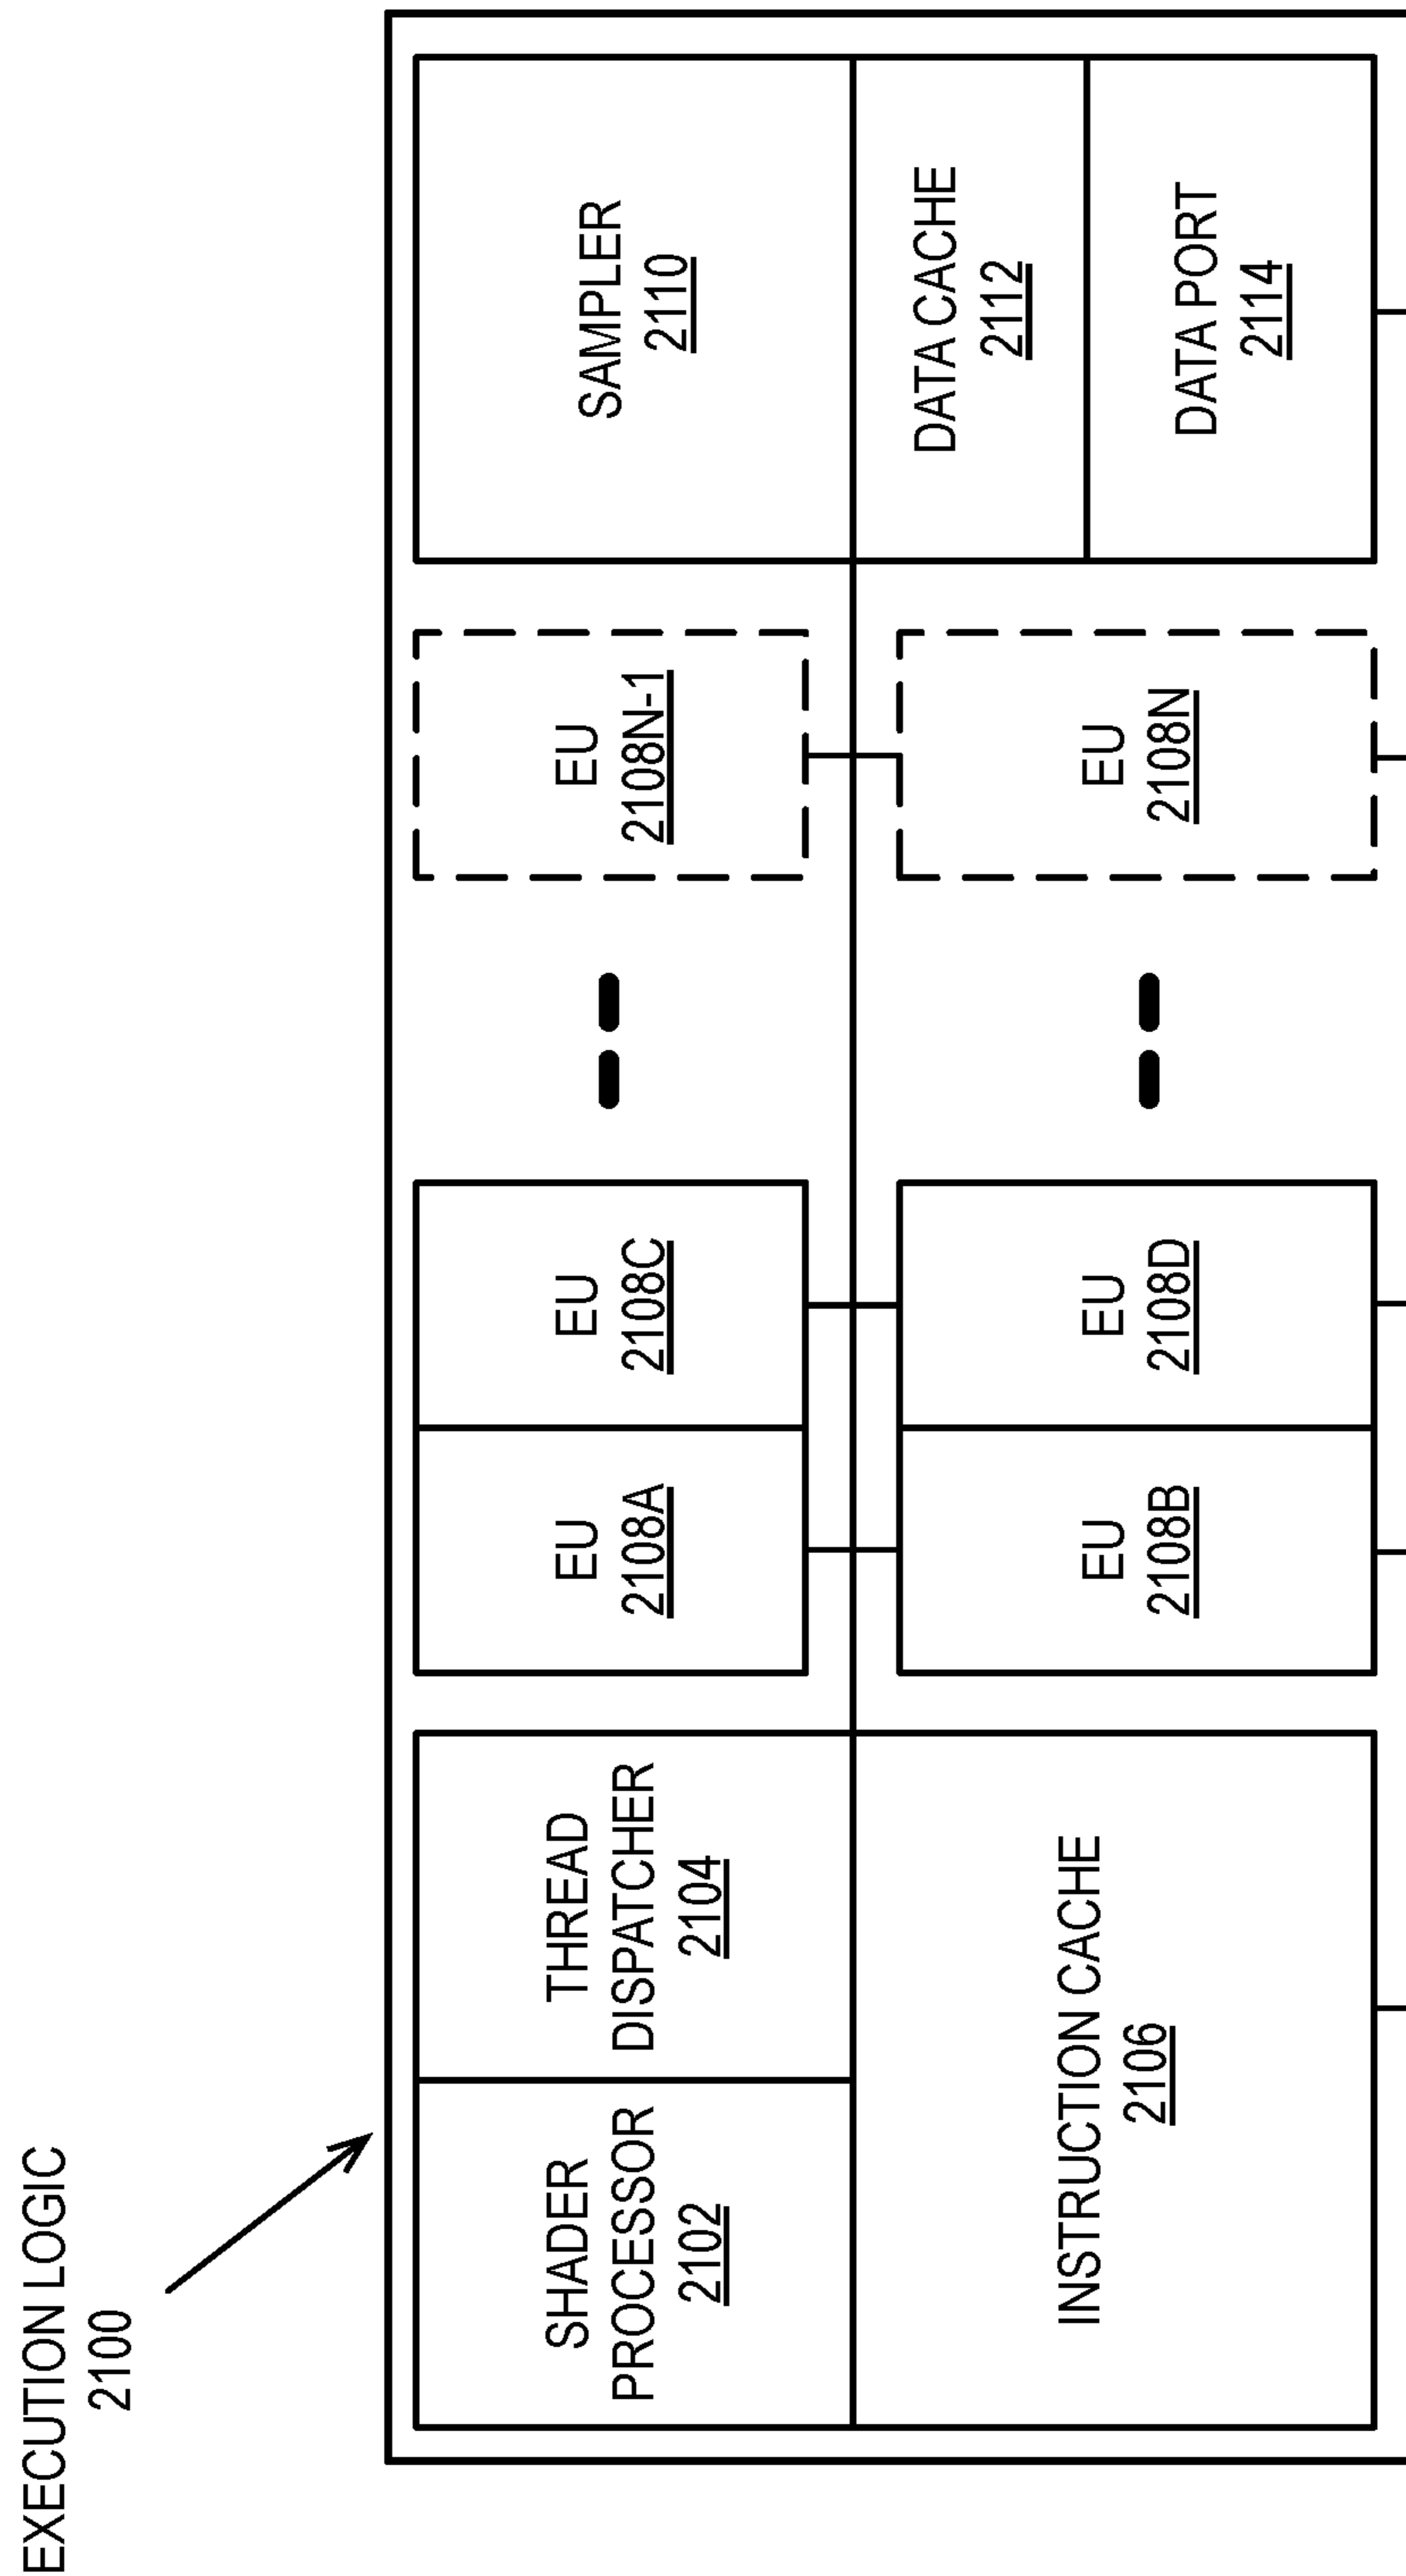 EXECUTION LOGIC
2100
SHADER
PROCESSOR
2102
THREAD
DISPATCHER
2104
EU
2108A
EU
2108C
EU
2108N-1
SAMPLER
2110
INSTRUCTION CACHE
2106
EU
2108B
EU
2108D
EU
2108N
DATA CACHE
2112
DATA PORT
2114